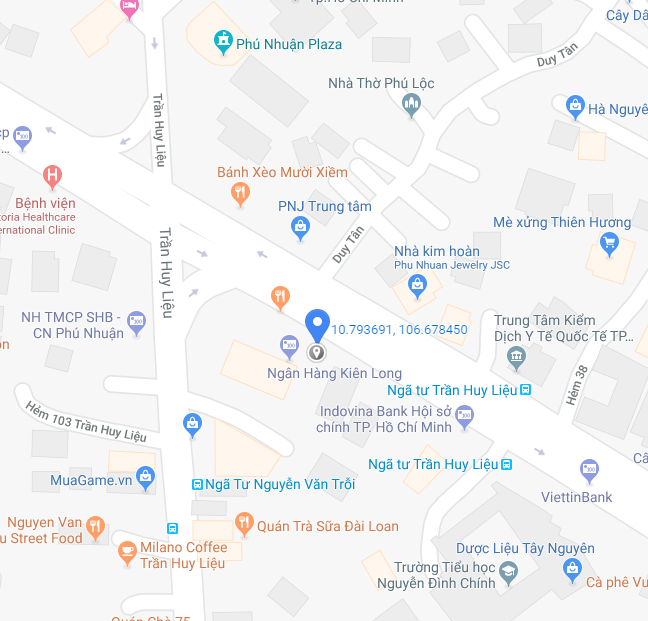 Tp.Hồ Chí Minh
Cây Dầ
Phú Nhuận Plaza
Duy Tân
Nhà Thờ Phú Lộc
Trần Huy Liệu
Hà Nguyê
Bánh Xèo Mười Xiềm
Bệnh viện
toria Healthcare
ernational Clinic
PNJ Trung tâm
Mè xửng Thiên Hương
Trần Huy Liệu
Duy Tân
Nhà kim hoàn
Phu Nhuan Jewelry JSC
NH TMCP SHB -
CN Phú Nhuận
10.793691, 106.678450
Trung Tâm Kiểm
Dịch Y Tế Quốc Tế TP...
Ngân Hàng Kiên Long
Ngã tư Trần Huy Liệu
Hẻm 38
Indovina Bank Hội sở
chính TP. Hồ Chí Minh
Hẻm 103 Trần Huy Liệu
Ngã tư Trần Huy Liệu
MuaGame.vn
Ngã Tư Nguyễn Văn Trỗi
ViettinBank
Nguyen Van
u Street Food
Quán Trà Sữa Đài Loan
Milano Coffee
Trần Huy Liệu
Dược Liệu Tây Nguyên
Trường Tiểu học
Nguyễn Đình Chính
Cà phê Vu
Quán Chà 75